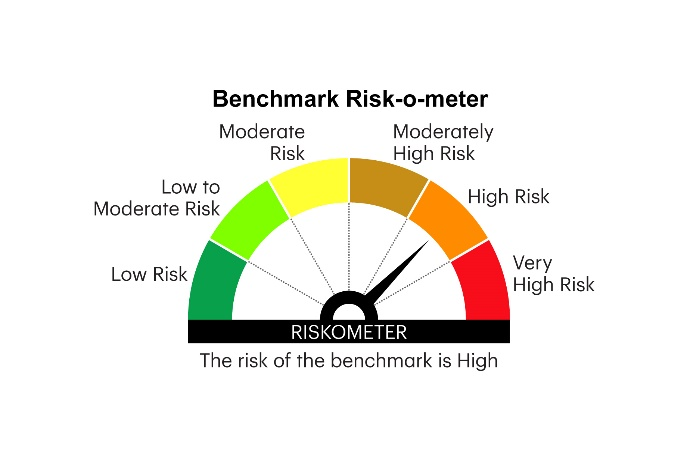 Benchmark Risk-o-meter
Moderate
Risk
Moderately
High Risk
Low to
Moderate Risk
High Risk
Low Risk
Very
High Risk
RISKOMETER
The risk of the benchmark is High